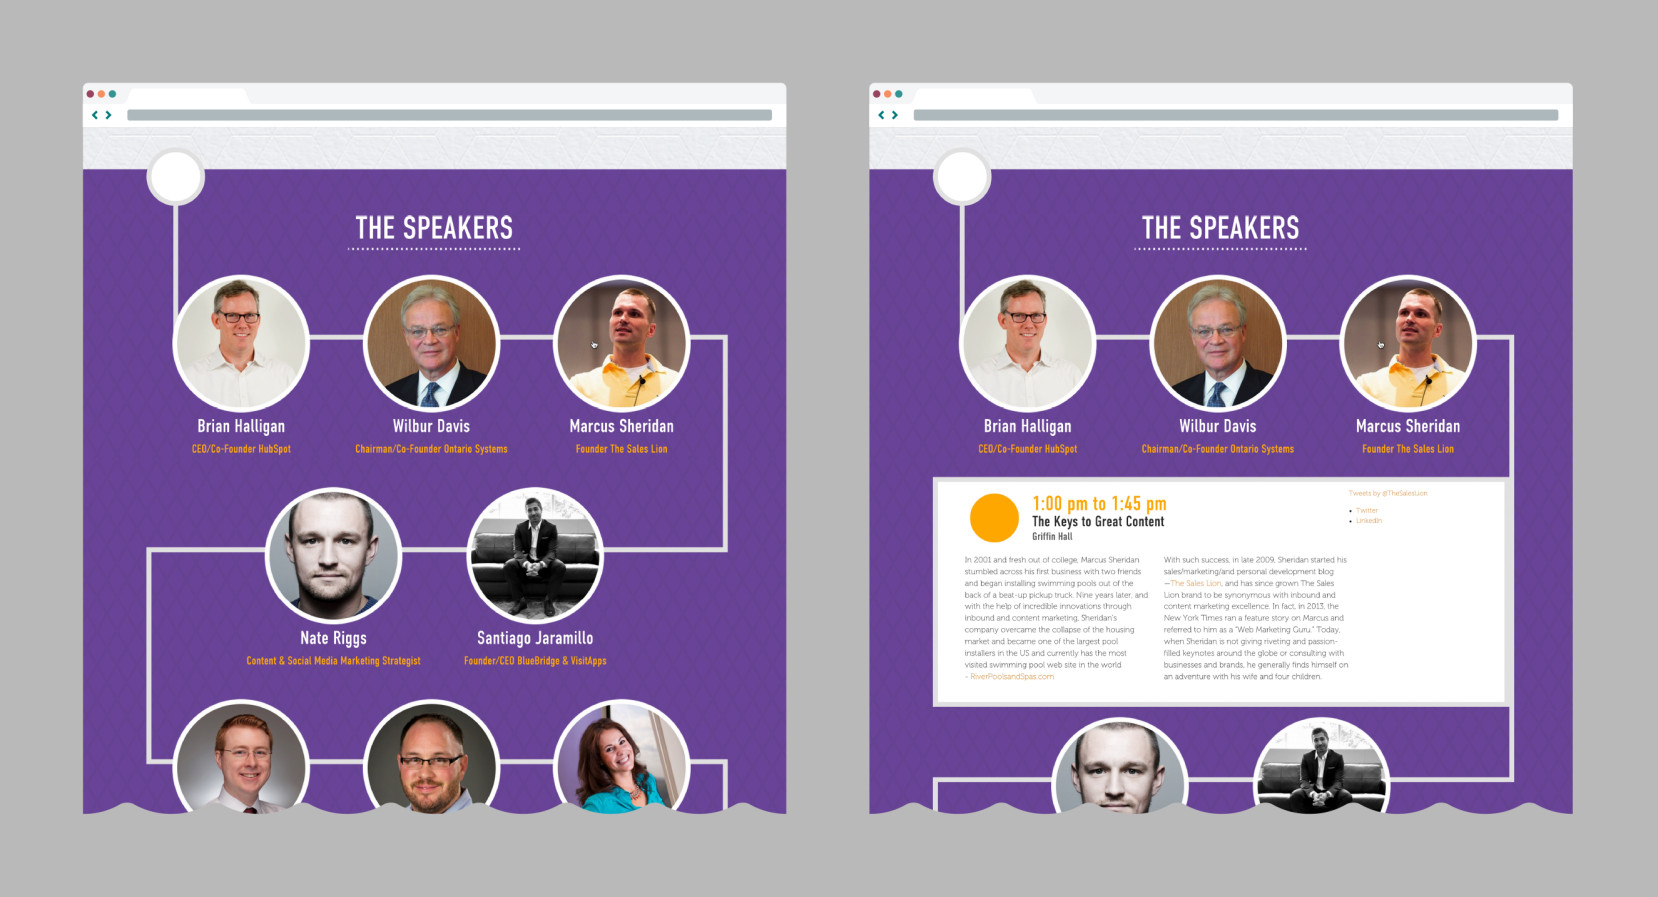 THE SPEAKERS
Brian Halligan
CEO/Co-Founder HubSpot
Wilbur Davis
Chairman/Co-Founder Ontario Systems
Marcus Sheridan
Founder The Sales Lion
Nate Riggs
Content & Social Media Marketing Strategist
Santiago Jaramillo
Founder/CEO BlueBridge & VisitApps
THE SPEAKERS
Brian Halligan
CEO/Co-Founder HubSpot
Wilbur Davis
Chairman/Co-Founder Ontario Systems
Marcus Sheridan
Founder The Sales Lion
1:00 pm to 1:45 pm
The Keys to Great Content
Griffin Hall
In 2001 and fresh out of college, Marcus Sheridan
stumbled across his first business with two friends
and began installing swimming pools out of the
back of a beat-up pickup truck. Nine years later, and
with the help of incredible innovations through
inbound and content marketing, Sheridan's
company overcame the collapse of the housing
market and became one of the largest pool
installers in the US and currently has the most
visited swimming pool web site in the world
- RiverPoolsandSpas.com
With such success, in late 2009, Sheridan started his
sales/marketing/and personal development blog
—The Sales Lion, and has since grown The Sales
Lion brand to be synonymous with inbound and
content marketing excellence. In fact, in 2013, the
New York Times ran a feature story on Marcus and
referred to him as a "Web Marketing Guru." Today,
when Sheridan is not giving riveting and passion-
filled keynotes around the globe or consulting with
businesses and brands, he generally finds himself on
an adventure with his wife and four children.
Tweets by @TheSalesLion
• Twitter
• LinkedIn